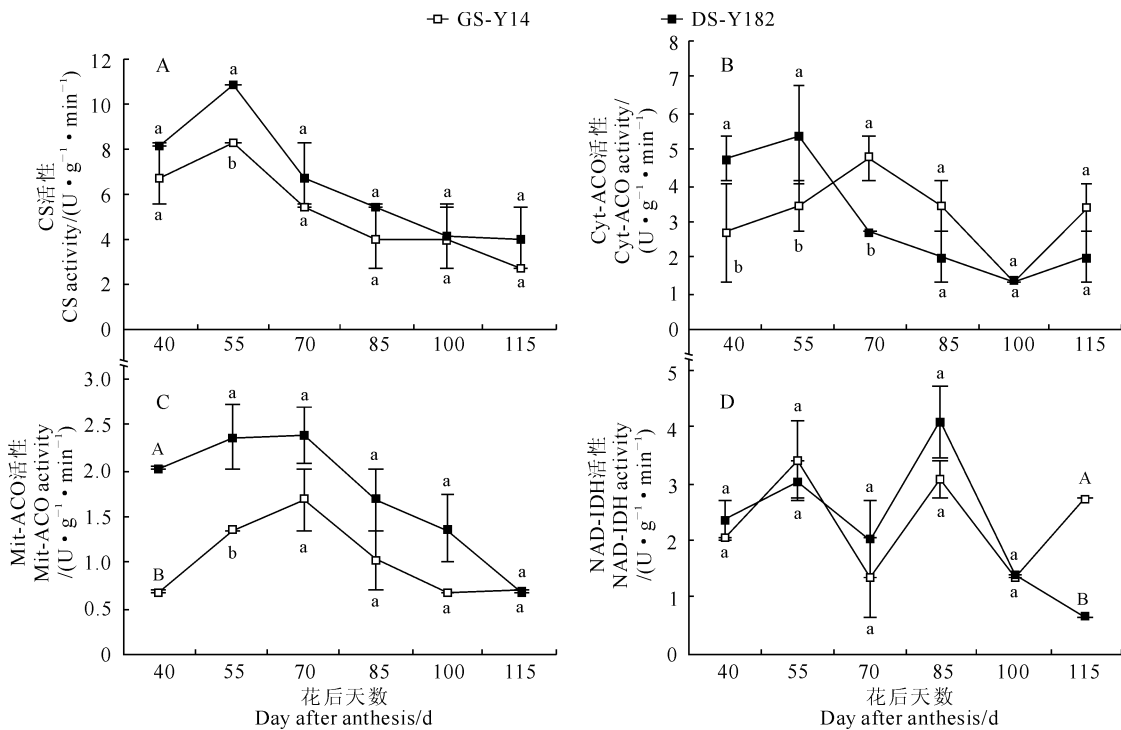 GS-Y14
DS-Y182
A
CS活性
CS activity/(U·g⁻¹·min⁻¹)
12
10
8
6
4
2
0
a
a
a
a
a
a
a
b
a
a
a
a
40 55 70 85 100 115
B
Cyt-ACO活性
Cyt-ACO activity/
(U·g⁻¹·min⁻¹)
8
7
6
5
4
3
2
1
0
a
a
a
a
a
a
b
b
b
a
a
a
40 55 70 85 100 115
C
Mit-ACO活性
Mit-ACO activity
/(U·g⁻¹·min⁻¹)
3.0
2.5
2.0
1.5
1.0
0.5
0
A
a
a
a
a
a
B
b
a
a
a
a
40 55 70 85 100 115
花后天数
Day after anthesis/d
D
NAD-IDH活性
NAD-IDH activity
/(U·g⁻¹·min⁻¹)
5
4
3
2
1
0
a
a
a
a
a
A
a
a
a
a
B
40 55 70 85 100 115
花后天数
Day after anthesis/d